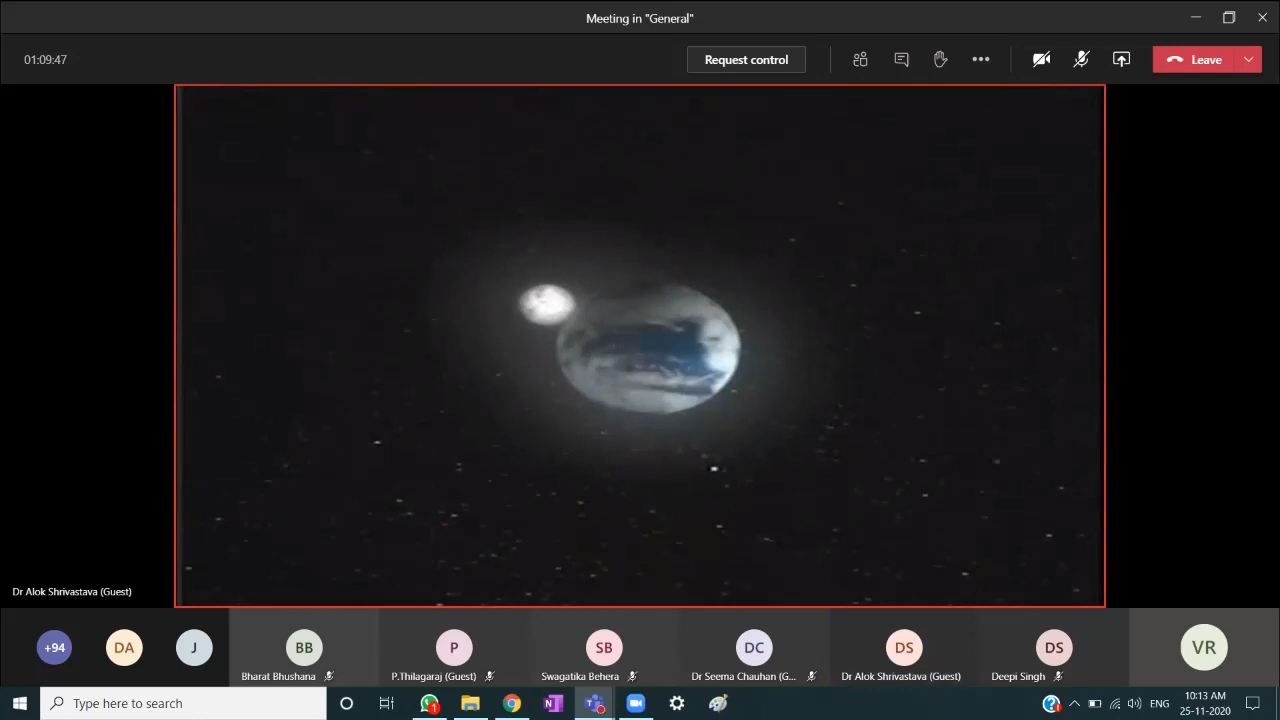 Meeting in "General"
01:09:47
Request control
Leave
Dr Alok Shrivastava (Guest)
+94
DA
J
BB
P
SB
DC
DS
DS
VR
Bharat Bhushana
P.Thilagaraj (Guest)
Swagatika Behera
Dr Seema Chauhan (G...
Dr Alok Shrivastava (Guest)
Deepi Singh
Type here to search
1
ENG
10:13 AM
25-11-2020